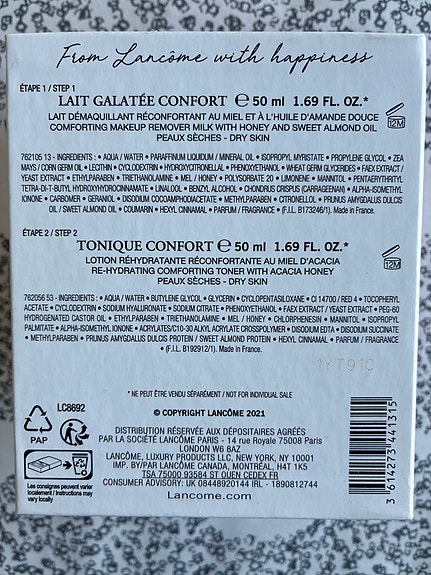 From Lancôme with happiness
ÉTAPE 1 / STEP 1
LAIT GALATÉE CONFORT ℮ 50 ml 1.69 FL. OZ.*
LAIT DÉMAQUILLANT RÉCONFORTANT AU MIEL ET À L'HUILE D'AMANDE DOUCE
COMFORTING MAKEUP REMOVER MILK WITH HONEY AND SWEET ALMOND OIL
PEAUX SÈCHES - DRY SKIN
12M
762105 13 - INGREDIENTS : • AQUA / WATER • PARAFFINUM LIQUIDUM / MINERAL OIL • ISOPROPYL MYRISTATE • PROPYLENE GLYCOL • ZEA
MAYS / CORN GERM OIL • LECITHIN • CYCLODEXTRIN • HYDROXYCITRONELLAL • PHENOXYETHANOL • WHEAT GERM GLYCERIDES • FAEX EXTRACT /
YEAST EXTRACT • ETHYLPARABEN • TRIETHANOLAMINE • MEL / HONEY • POLYSORBATE 20 • LIMONENE • MANNITOL • PENTAERYTHRITYL
TETRA-DI-T-BUTYL HYDROXYHYDROCINNAMATE • LINALOOL • BENZYL ALCOHOL • CHONDRUS CRISPUS (CARRAGEENAN) • ALPHA-ISOMETHYL
IONONE • CARBOMER • GERANIOL • DISODIUM COCOAMPHODIACETATE • METHYLPARABEN • CITRONELLOL • PRUNUS AMYGDALUS DULCIS
OIL / SWEET ALMOND OIL • COUMARIN • HEXYL CINNAMAL • PARFUM / FRAGRANCE • (F.I.L. B173246/1). Made in France.
ÉTAPE 2 / STEP 2
TONIQUE CONFORT ℮ 50 ml 1.69 FL. OZ.*
LOTION RÉHYDRATANTE RÉCONFORTANTE AU MIEL D'ACACIA
RE-HYDRATING COMFORTING TONER WITH ACACIA HONEY
PEAUX SÈCHES - DRY SKIN
12M
762056 53 - INGREDIENTS : • AQUA / WATER • BUTYLENE GLYCOL • GLYCERIN • CYCLOPENTASILOXANE • CI 14700 / RED 4 • TOCOPHERYL
ACETATE • CYCLODEXTRIN • SODIUM HYALURONATE • SODIUM CITRATE • PHENOXYETHANOL • FAEX EXTRACT / YEAST EXTRACT • PEG-60
HYDROGENATED CASTOR OIL • ETHYLPARABEN • TRIETHANOLAMINE • MEL / HONEY • CHLORPHENESIN • MANNITOL • ISOPROPYL
PALMITATE • ALPHA-ISOMETHYL IONONE • ACRYLATES/C10-30 ALKYL ACRYLATE CROSSPOLYMER • DISODIUM EDTA • DISODIUM SUCCINATE
• METHYLPARABEN • PRUNUS AMYGDALUS DULCIS PROTEIN / SWEET ALMOND PROTEIN • HEXYL CINNAMAL • PARFUM / FRAGRANCE
• (F.I.L. B192912/1). Made in France.
1YT91C
* NE PEUT ÊTRE VENDU SÉPARÉMENT / NOT FOR INDIVIDUAL SALE
PAP
LC8692
© COPYRIGHT LANCÔME 2021
DISTRIBUTION RÉSERVÉE AUX DÉPOSITAIRES AGRÉÉS
PAR LA SOCIÉTÉ LANCÔME PARIS - 14 rue Royale 75008 Paris
LONDON W6 8AZ
LANCÔME, LUXURY PRODUCTS LLC, NEW YORK, NY 10001
IMP. BY/PAR LANCÔME CANADA, MONTRÉAL, H4T 1K5
TSA 75000 93584 ST OUEN CEDEX FR
CONSUMER ADVISORY: UK 08448920144 IRL - 1890812744
Lancome.com
Les consignes peuvent varier
localement / Instructions may
vary locally
3 614273 441315